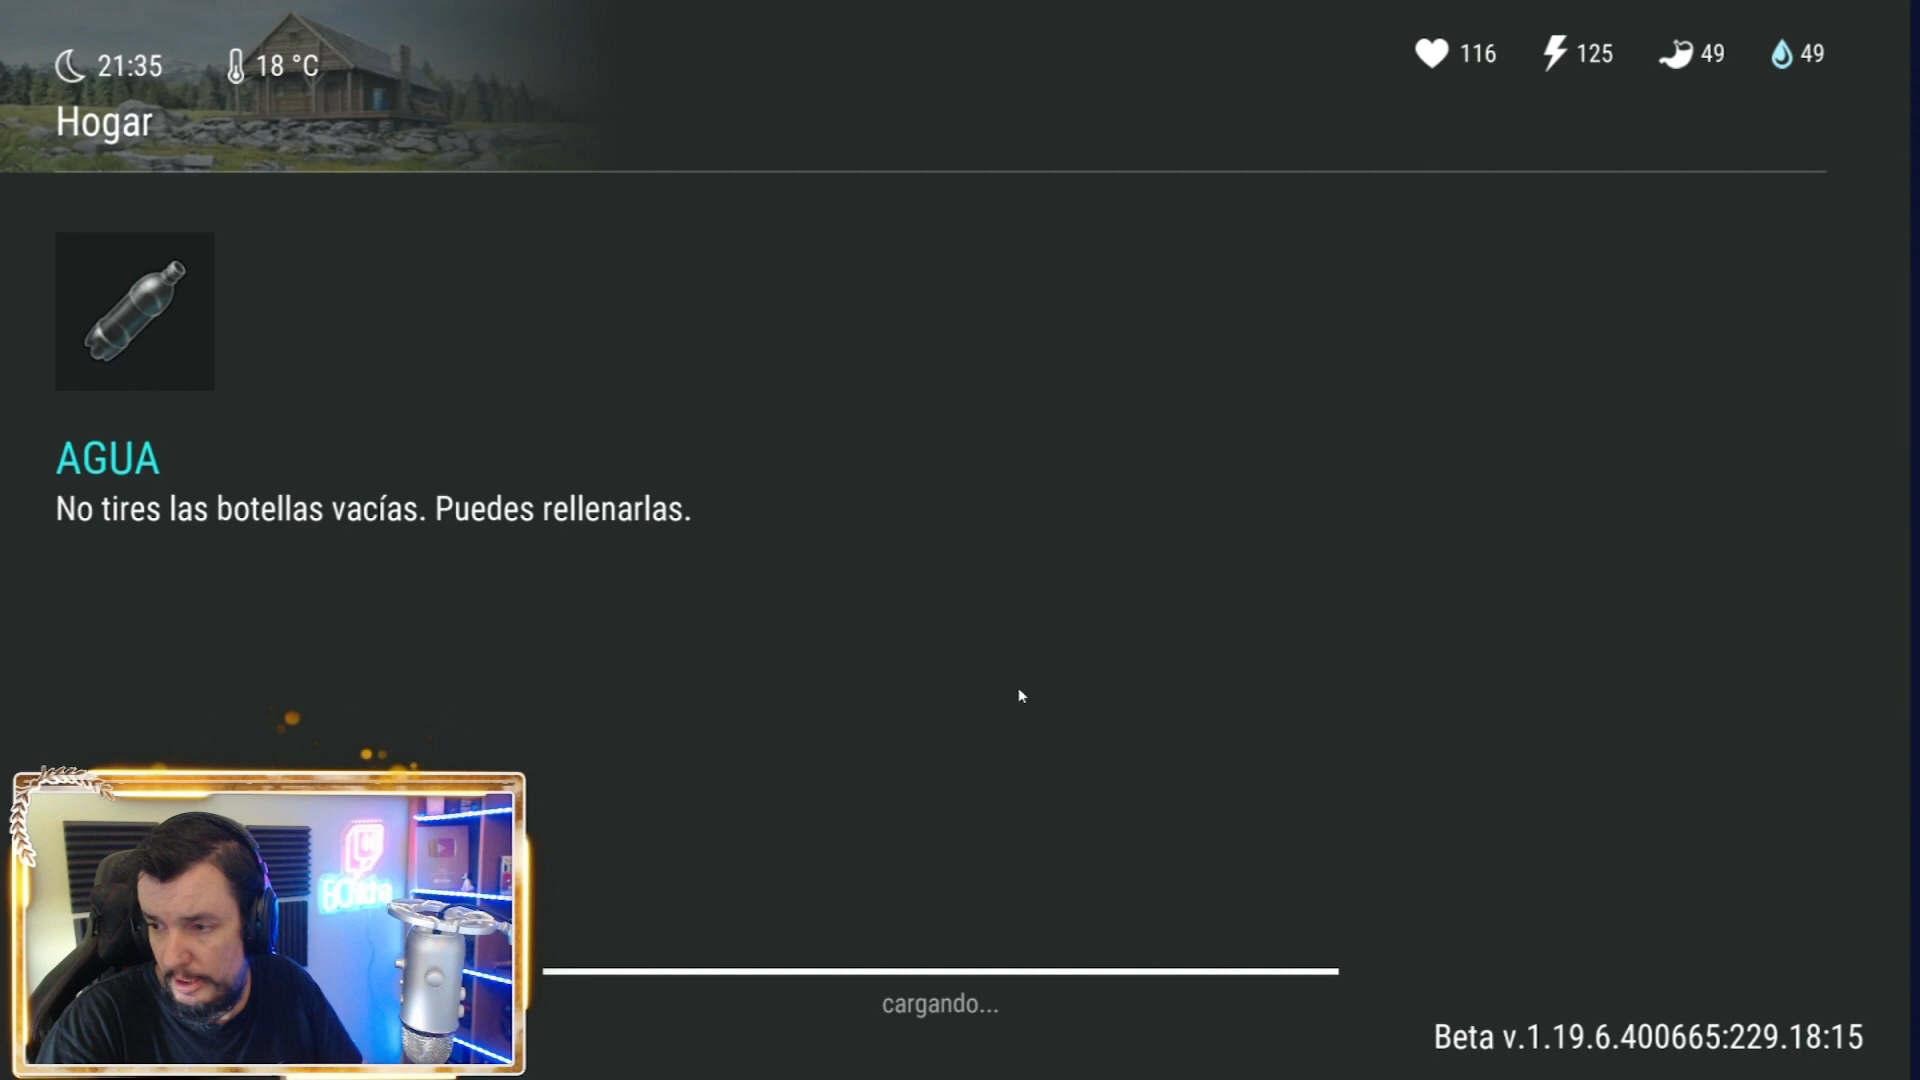 21:35
18 °C
116
125
49
49
Hogar
AGUA
No tires las botellas vacías. Puedes rellenarlas.
cargando...
Beta v.1.19.6.400665:229.18:15